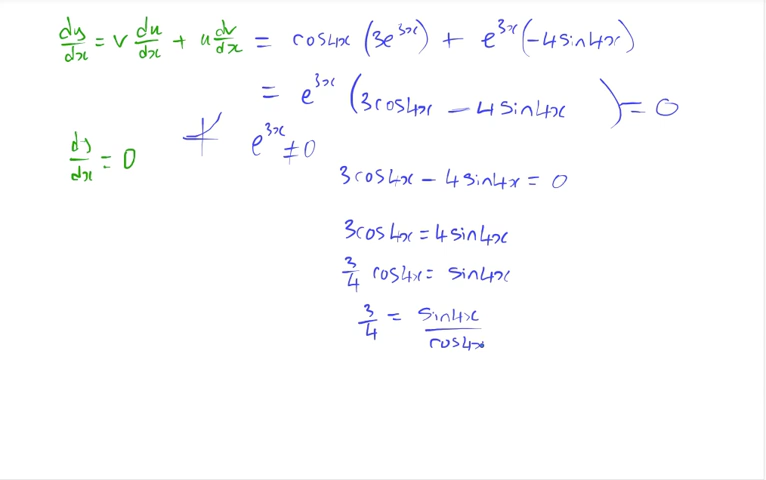 dy/dx = v du/dx + u dv/dx = cos4x (3e^3x) + e^3x (-4sin4x)
= e^3x (3cos4x - 4sin4x) = 0
dy/dx = 0
e^3x ≠ 0
3cos4x - 4sin4x = 0
3cos4x = 4sin4x
3/4 cos4x = sin4x
3/4 = sin4x/cos4x